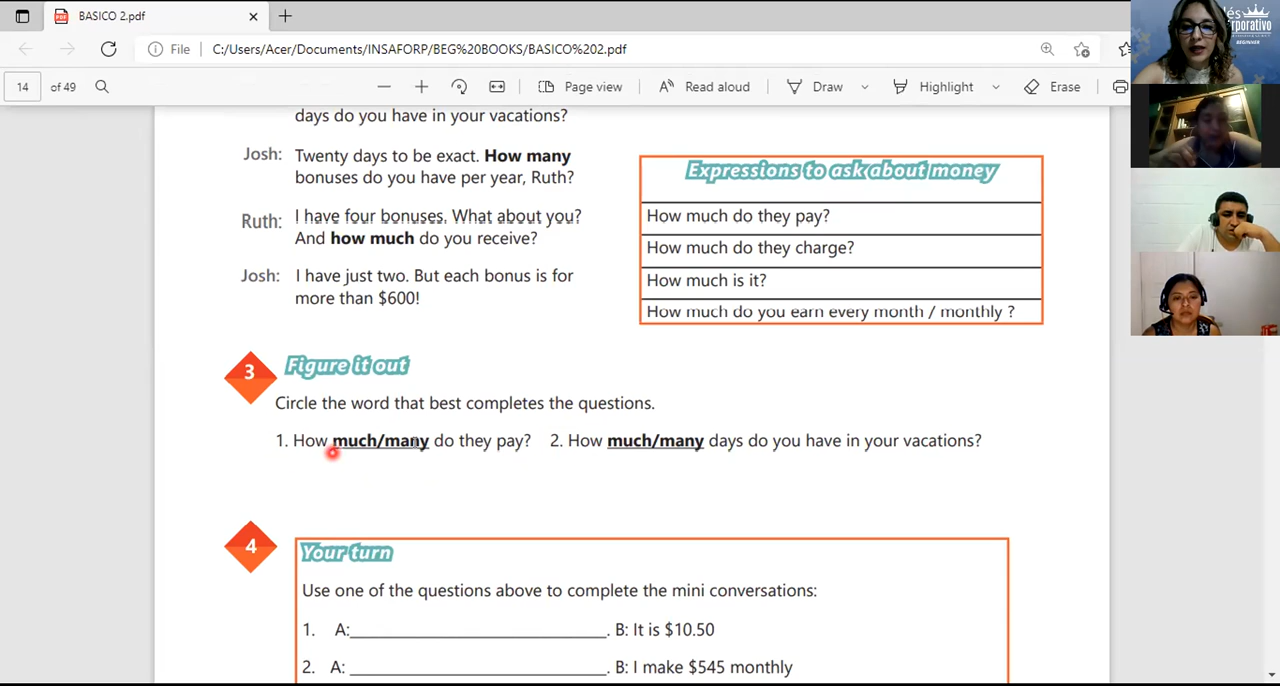 BASICO 2.pdf
File C:/Users/Acer/Documents/INSAFORP/BEG%20BOOKS/BASICO%202.pdf
14 of 49 Page view Read aloud Draw Highlight Erase
days do you have in your vacations?
Josh: Twenty days to be exact. How many
bonuses do you have per year, Ruth?
Ruth: I have four bonuses. What about you?
And how much do you receive?
Josh: I have just two. But each bonus is for
more than $600!
Expressions to ask about money
How much do they pay?
How much do they charge?
How much is it?
How much do you earn every month / monthly ?
3 Figure it out
Circle the word that best completes the questions.
1. How much/many do they pay? 2. How much/many days do you have in your vacations?
4 Your turn
Use one of the questions above to complete the mini conversations:
1. A:____________________. B: It is $10.50
2. A: ____________________. B: I make $545 monthly
BEGINNER